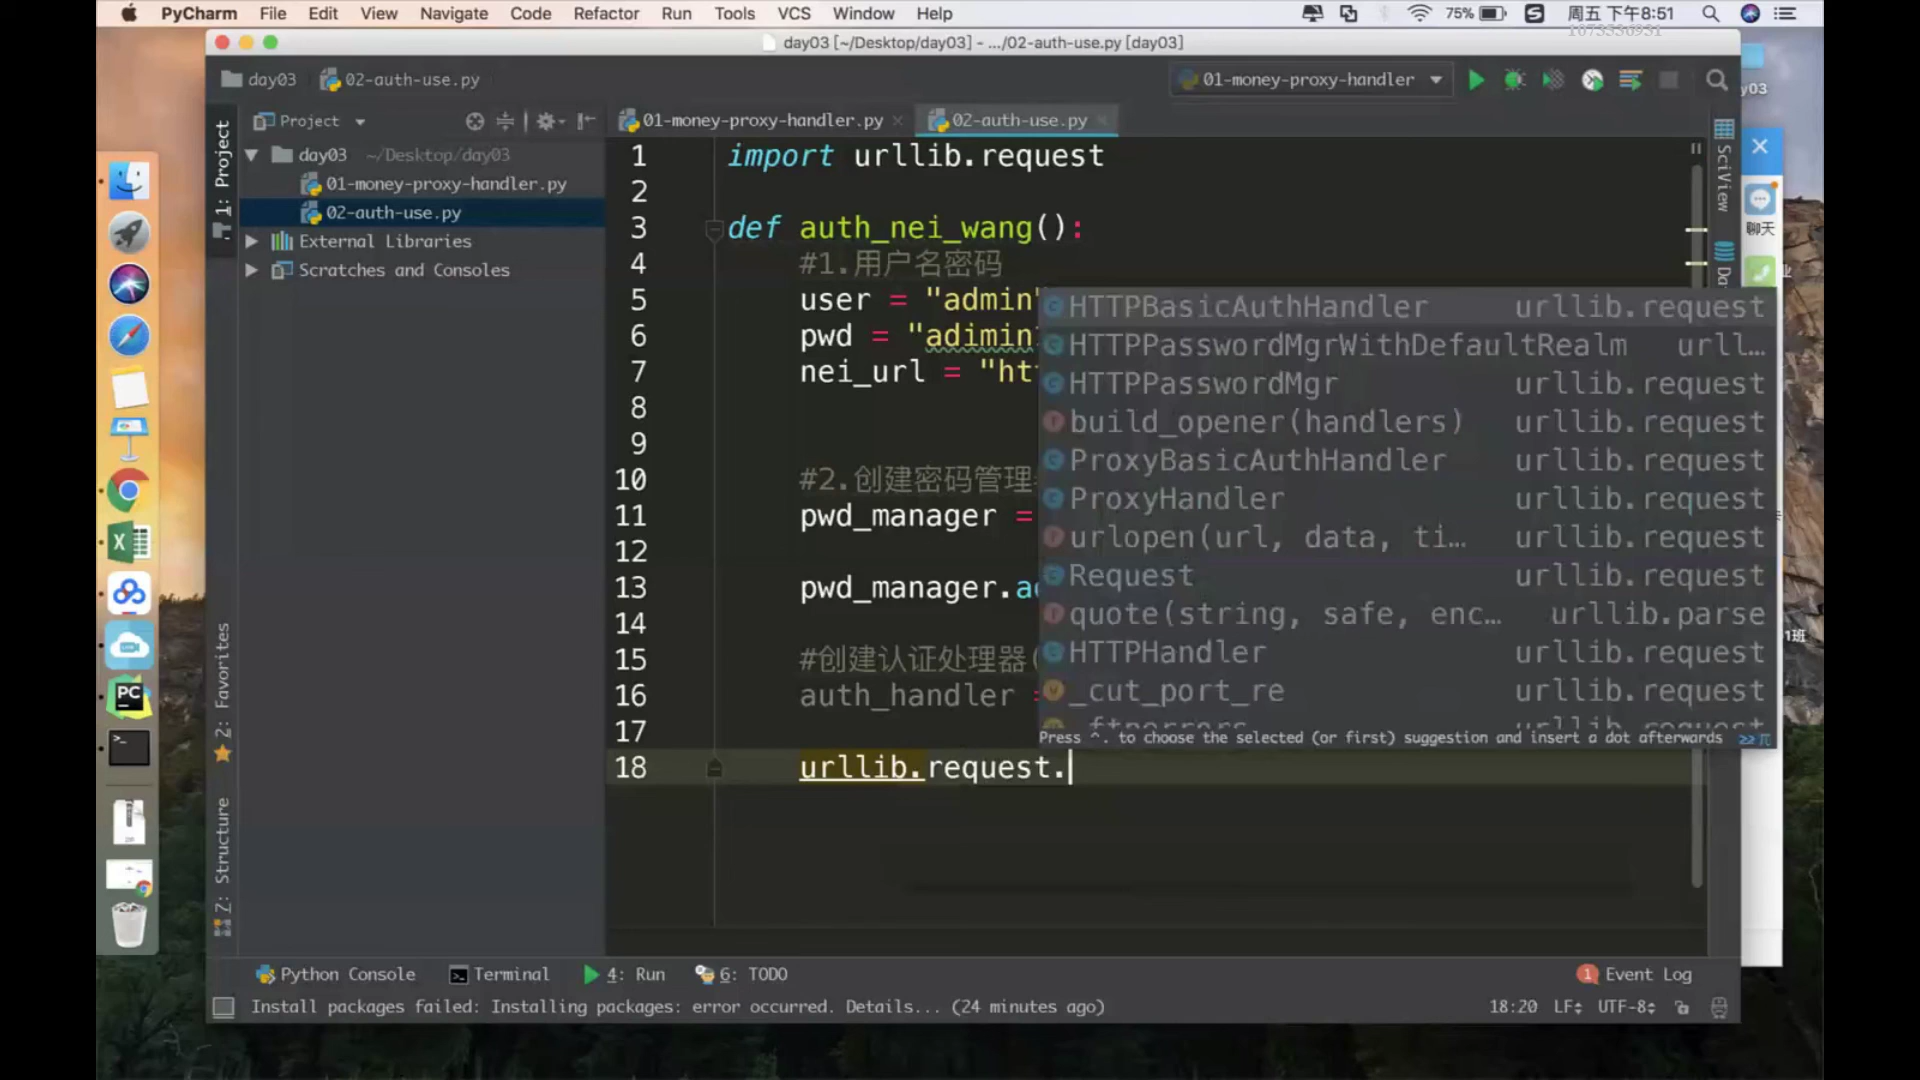 PyCharm File Edit View Navigate Code Refactor Run Tools VCS Window Help 75% 周五 下午8:51
day03 [~/Desktop/day03] - .../02-auth-use.py [day03]
day03 02-auth-use.py 01-money-proxy-handler
Project 01-money-proxy-handler.py 02-auth-use.py
day03 ~/Desktop/day03
01-money-proxy-handler.py
02-auth-use.py
External Libraries
Scratches and Consoles
1: Project
2: Favorites
Z: Structure
SciView
聊天
y03
1班
1 import urllib.request
2
3 def auth_nei_wang():
4 #1.用户名密码
5 user = "admin"
6 pwd = "adimin
7 nei_url = "ht
8
9
10 #2.创建密码管理
11 pwd_manager =
12
13 pwd_manager.ad
14
15 #创建认证处理器(
16 auth_handler =
17
18 urllib.request.
HTTPBasicAuthHandler urllib.request
HTTPPasswordMgrWithDefaultRealm urll…
HTTPPasswordMgr urllib.request
build_opener(handlers) urllib.request
ProxyBasicAuthHandler urllib.request
ProxyHandler urllib.request
urlopen(url, data, ti… urllib.request
Request urllib.request
quote(string, safe, enc… urllib.parse
HTTPHandler urllib.request
_cut_port_re urllib.request
Press ^. to choose the selected (or first) suggestion and insert a dot afterwards >> π
Python Console Terminal 4: Run 6: TODO 1 Event Log
Install packages failed: Installing packages: error occurred. Details... (24 minutes ago) 18:20 LF UTF-8